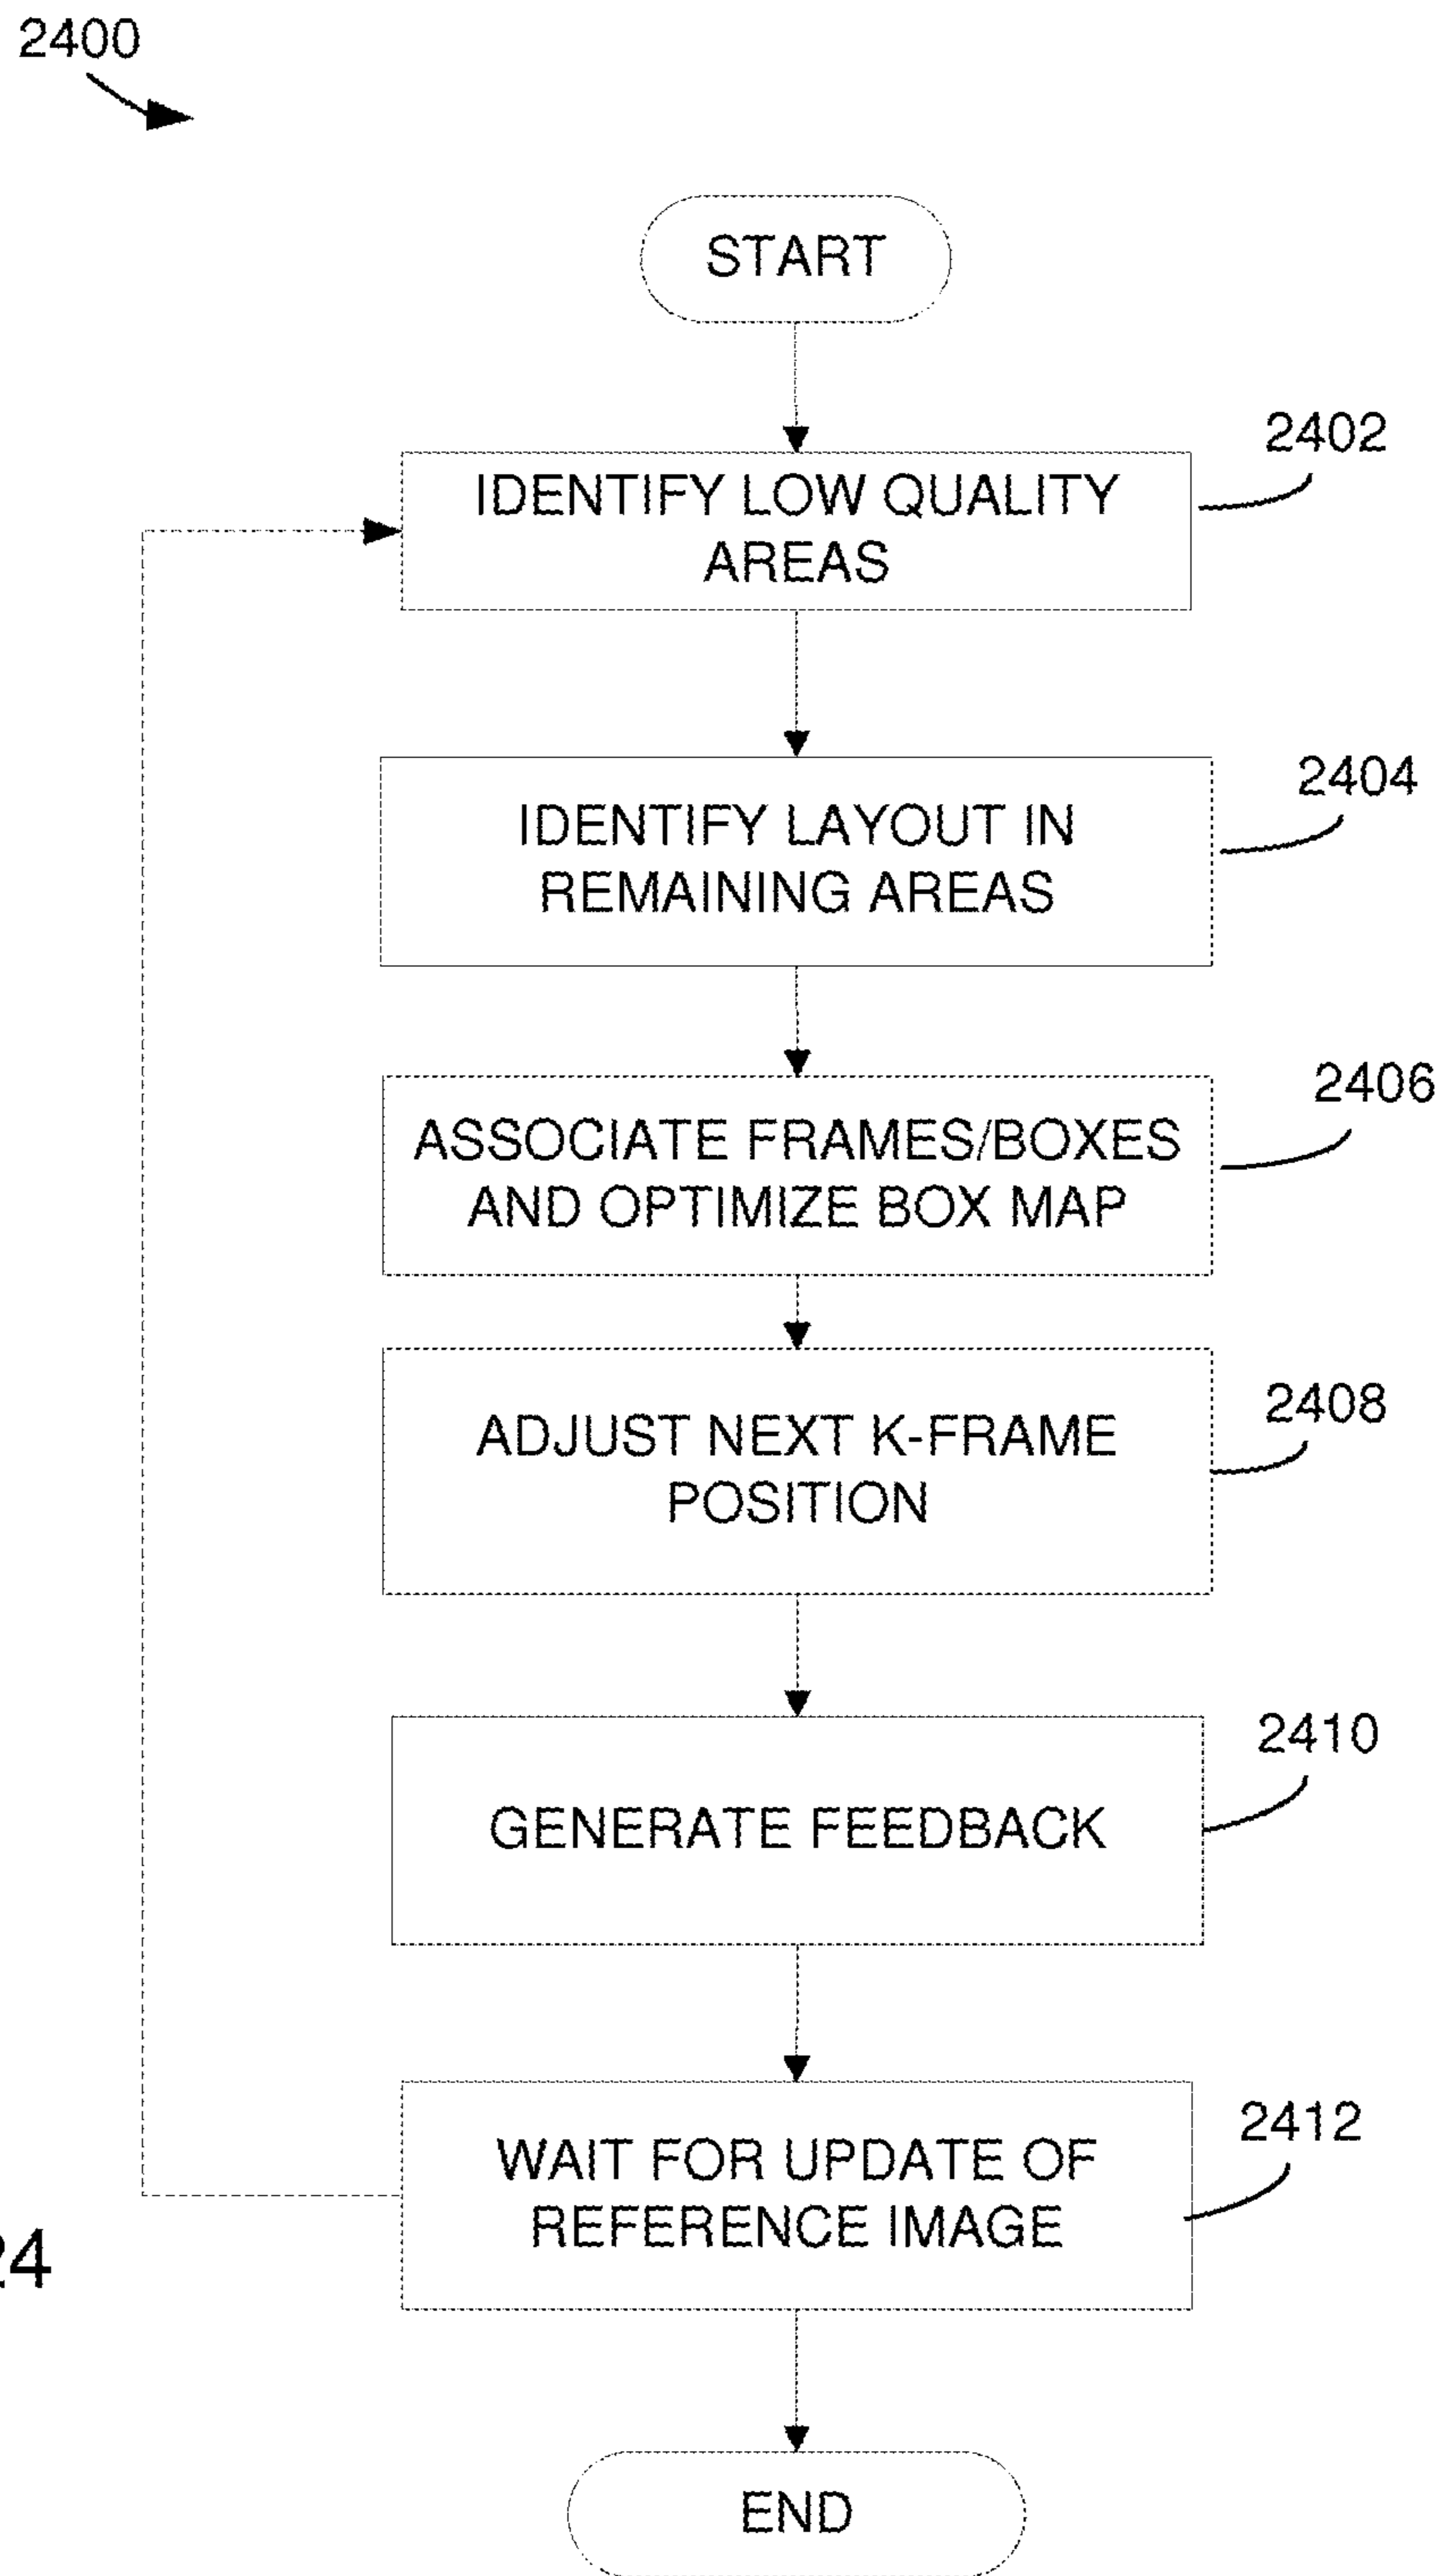 2400
START
2402
IDENTIFY LOW QUALITY
AREAS
2404
IDENTIFY LAYOUT IN
REMAINING AREAS
2406
ASSOCIATE FRAMES/BOXES
AND OPTIMIZE BOX MAP
2408
ADJUST NEXT K-FRAME
POSITION
2410
GENERATE FEEDBACK
2412
WAIT FOR UPDATE OF
REFERENCE IMAGE
24
END